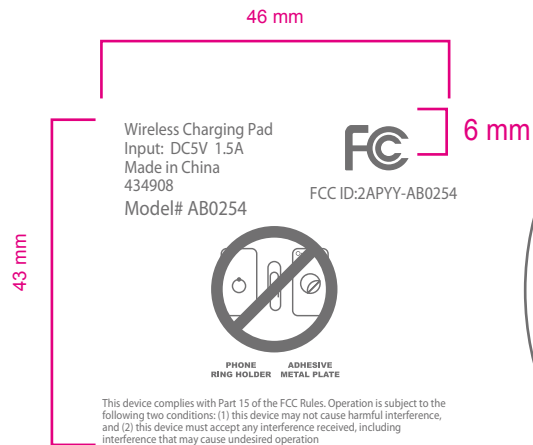 46 mm
6 mm
43 mm
Wireless Charging Pad
Input: DC5V 1.5A
Made in China
434908
Model# AB0254
FC
FCC ID:2APYY-AB0254
PHONE RING HOLDER
ADHESIVE METAL PLATE
This device complies with Part 15 of the FCC Rules. Operation is subject to the
following two conditions: (1) this device may not cause harmful interference,
and (2) this device must accept any interference received, including
interference that may cause undesired operation